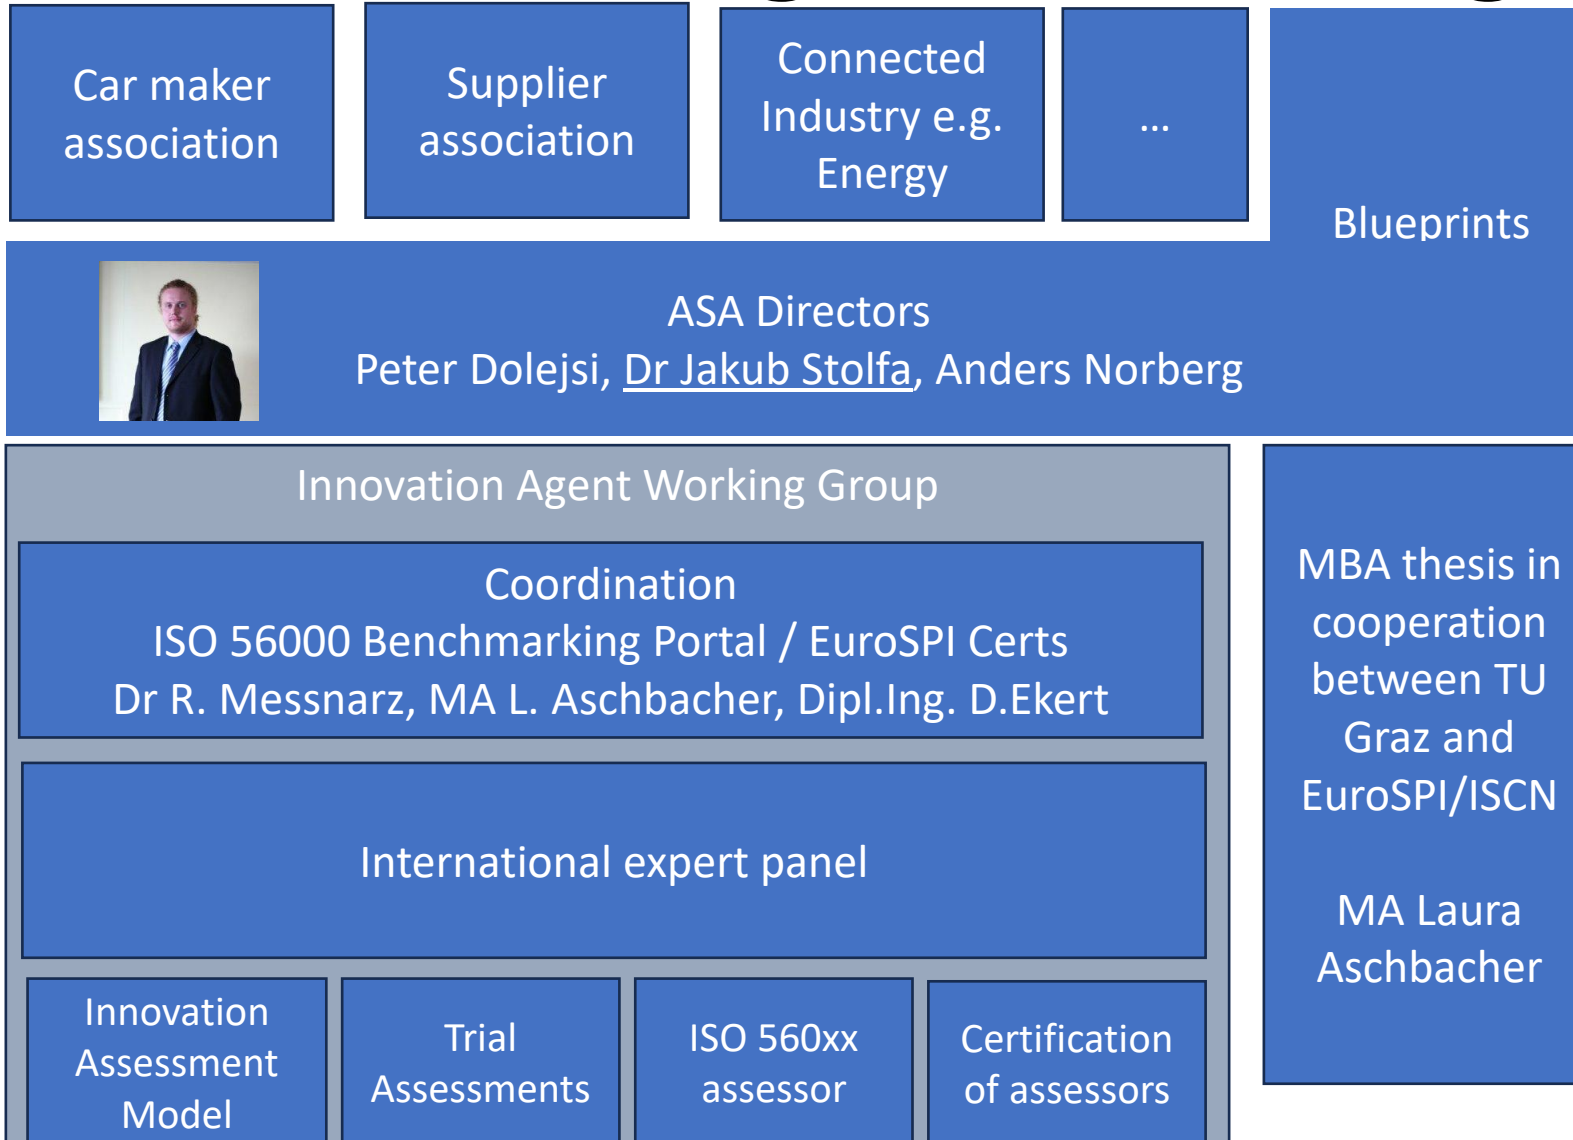 Car maker
association
Supplier
association
Connected
Industry e.g.
Energy
...
Blueprints
ASA Directors
Peter Dolejsi, Dr Jakub Stolfa, Anders Norberg
Innovation Agent Working Group
Coordination
ISO 56000 Benchmarking Portal / EuroSPI Certs
Dr R. Messnarz, MA L. Aschbacher, Dipl.Ing. D.Ekert
International expert panel
Innovation
Assessment
Model
Trial
Assessments
ISO 560xx
assessor
Certification
of assessors
MBA thesis in
cooperation
between TU
Graz and
EuroSPI/ISCN
MA Laura
Aschbacher